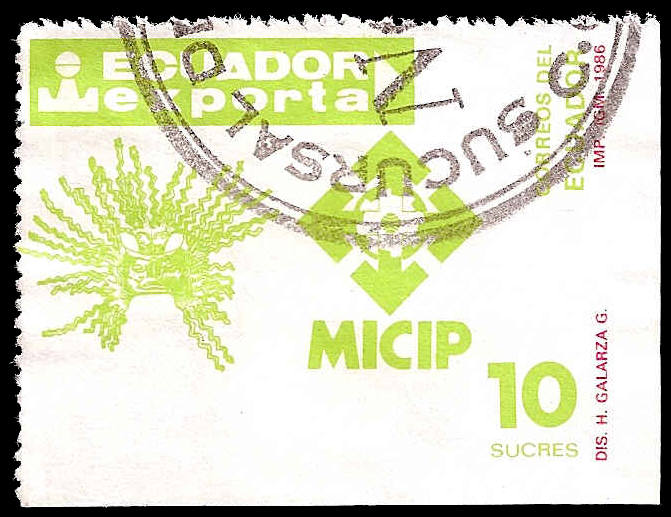 ECUADOR
exporta
CORREOS DEL
ECUADOR
IMP. IGM. 1986
SUCURSAL
MICIP
10
SUCRES
DIS. H. GALARZA G.